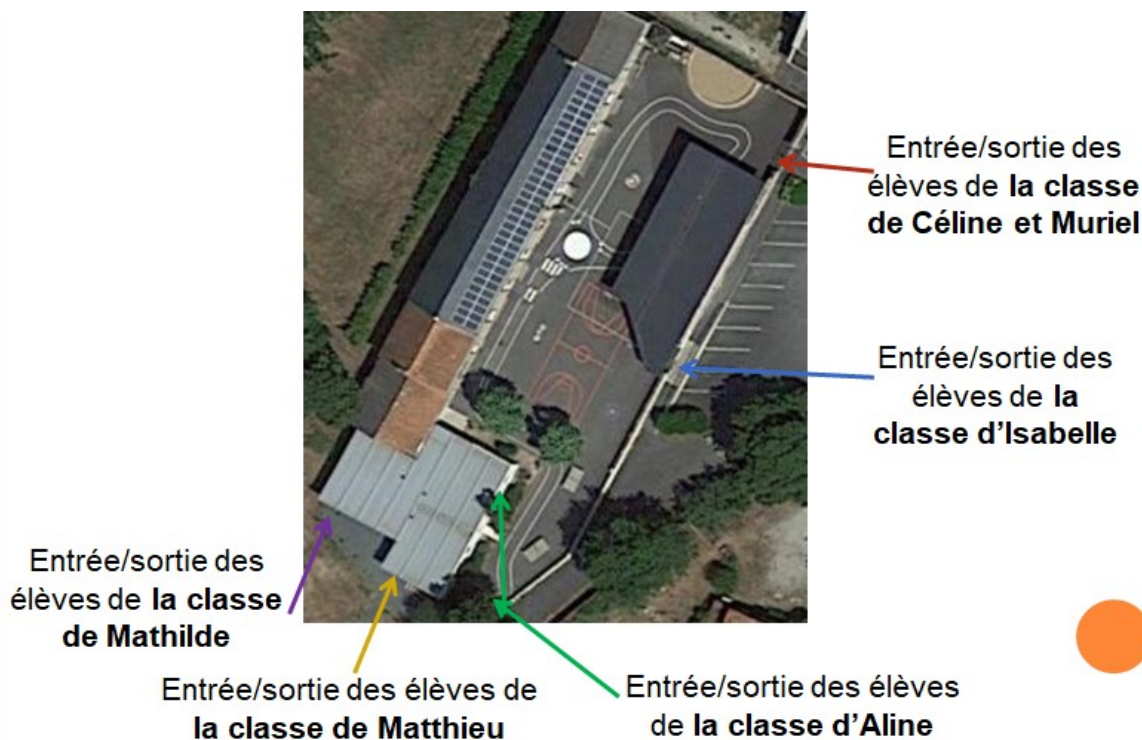 Entrée/sortie des
élèves de la classe
de Céline et Muriel
Entrée/sortie des
élèves de la
classe d’Isabelle
Entrée/sortie des
élèves de la classe
de Mathilde
Entrée/sortie des élèves de
la classe de Matthieu
Entrée/sortie des élèves
de la classe d’Aline